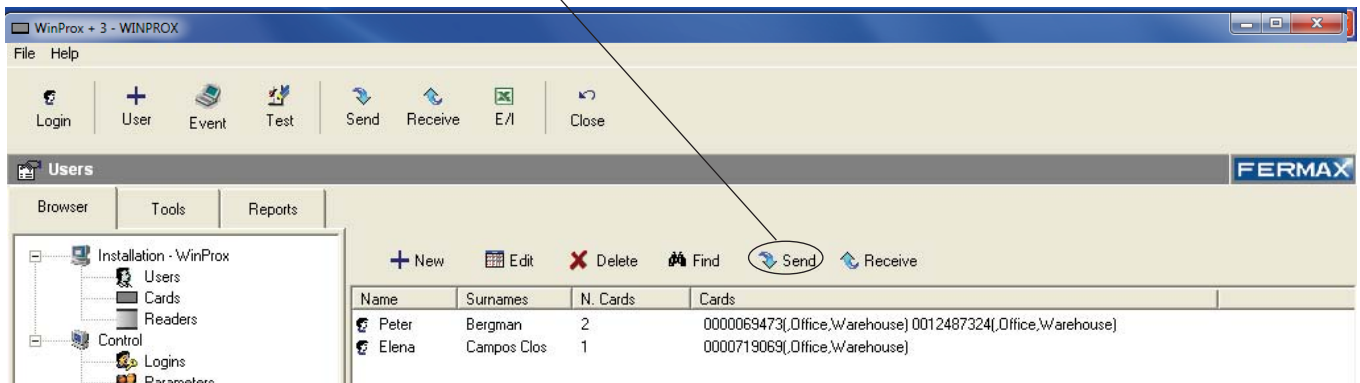 WinProx + 3 - WINPROX
File Help
Login User Event Test Send Receive E/I Close
Users FERMAX
Browser Tools Reports
Installation - WinProx
Users
Cards
Readers
Control
Logins
Parameters
New Edit Delete Find Send Receive
Name Surnames N. Cards Cards
Peter Bergman 2 0000069473(,Office,Warehouse) 0012487324(,Office,Warehouse)
Elena Campos Clos 1 0000719069(,Office,Warehouse)